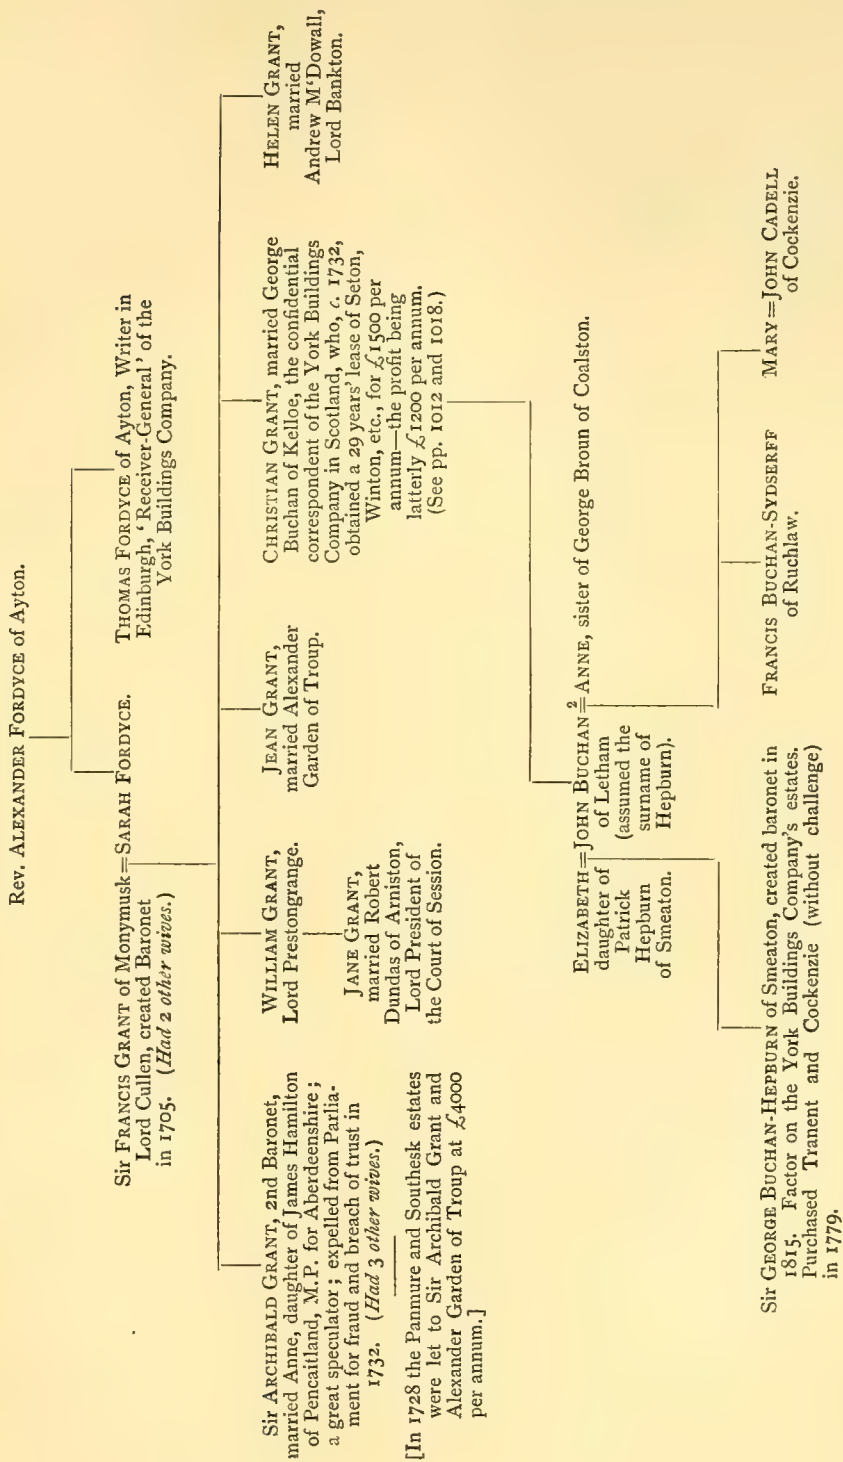 Rev. ALEXANDER FORDYCE of Ayton.
Sir FRANCIS GRANT of Monymusk=SARAH FORDYCE.
Lord Cullen, created Baronet
in 1705. (Had 2 other wives.)
THOMAS FORDYCE of Ayton, Writer in
Edinburgh, ‘Receiver-General’ of the
York Buildings Company.
Sir ARCHIBALD GRANT, 2nd Baronet,
married Anne, daughter of James Hamilton
of Pencaitland, M.P. for Aberdeenshire;
a great speculator; expelled from Parlia-
ment for fraud and breach of trust in
1732. (Had 3 other wives.)
[In 1728 the Panmure and Southesk estates
were let to Sir Archibald Grant and
Alexander Garden of Troup at £4000
per annum.]
WILLIAM GRANT,
Lord Prestongrange.
JANE GRANT,
married Robert
Dundas of Arniston,
Lord President of
the Court of Session.
JEAN GRANT,
married Alexander
Garden of Troup.
CHRISTIAN GRANT, married George
Buchan of Kelloe, the confidential
correspondent of the York Buildings
Company in Scotland, who, c. 1732,
obtained a 29 years’ lease of Seton,
Winton, etc., for £1500 per
annum—the profit being
latterly £1200 per annum.
(See pp. 1012 and 1018.)
HELEN GRANT,
married
Andrew M‘Dowall,
Lord Bankton.
ELIZABETH=JOHN BUCHAN 2=ANNE, sister of George Broun of Coalston.
daughter of
Patrick
Hepburn
of Smeaton.
of Letham
(assumed the
surname of
Hepburn).
Sir GEORGE BUCHAN-HEPBURN of Smeaton, created baronet in
1815. Factor on the York Buildings Company’s estates.
Purchased Tranent and Cockenzie (without challenge)
in 1779.
FRANCIS BUCHAN-SYDSERFF
of Ruchlaw.
MARY=JOHN CADELL
of Cockenzie.